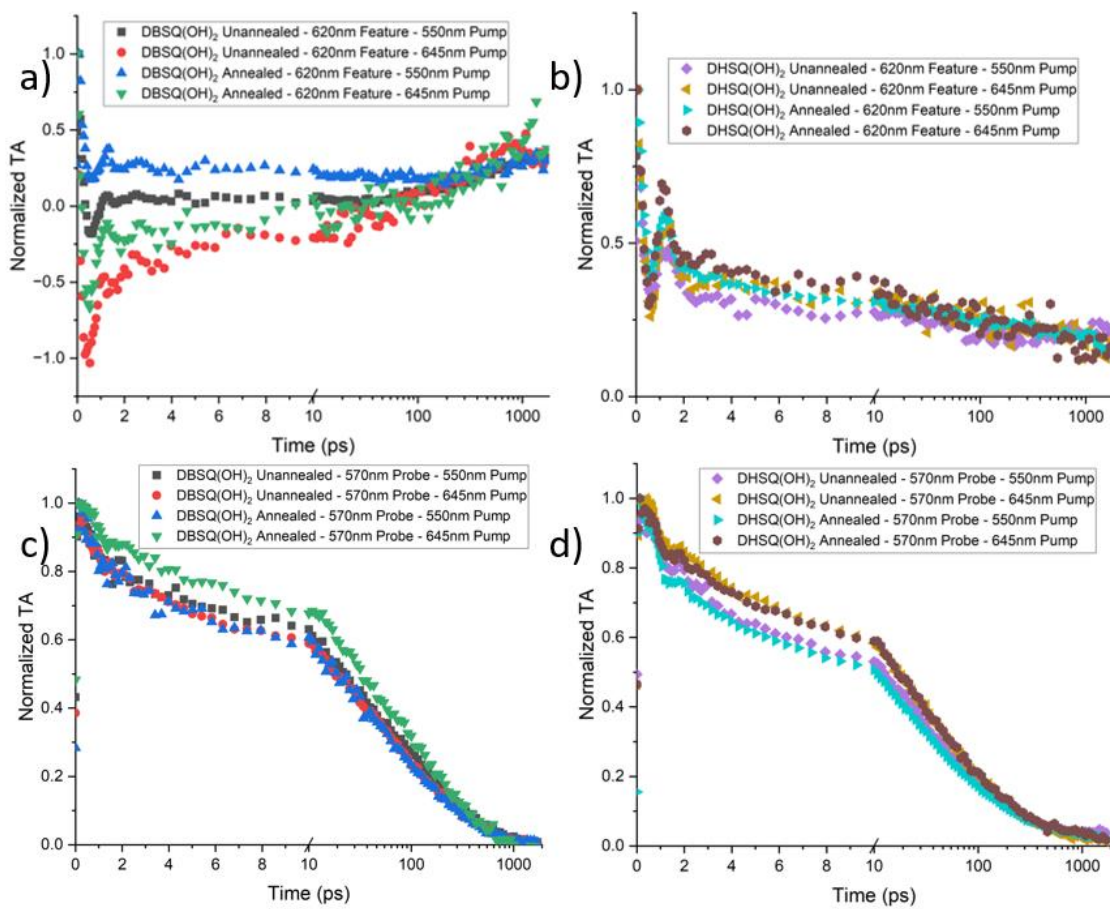 a)
DBSQ(OH)₂ Unannealed - 620nm Feature - 550nm Pump
DBSQ(OH)₂ Unannealed - 620nm Feature - 645nm Pump
DBSQ(OH)₂ Annealed - 620nm Feature - 550nm Pump
DBSQ(OH)₂ Annealed - 620nm Feature - 645nm Pump
Normalized TA
1.0
0.5
0.0
−0.5
−1.0
0 2 4 6 8 10 100 1000
Time (ps)
b)
DHSQ(OH)₂ Unannealed - 620nm Feature - 550nm Pump
DHSQ(OH)₂ Unannealed - 620nm Feature - 645nm Pump
DHSQ(OH)₂ Annealed - 620nm Feature - 550nm Pump
DHSQ(OH)₂ Annealed - 620nm Feature - 645nm Pump
Normalized TA
1.0
0.5
0.0
0 2 4 6 8 10 100 1000
Time (ps)
c)
DBSQ(OH)₂ Unannealed - 570nm Probe - 550nm Pump
DBSQ(OH)₂ Unannealed - 570nm Probe - 645nm Pump
DBSQ(OH)₂ Annealed - 570nm Probe - 550nm Pump
DBSQ(OH)₂ Annealed - 570nm Probe - 645nm Pump
Normalized TA
1.0
0.8
0.6
0.4
0.2
0.0
0 2 4 6 8 10 100 1000
Time (ps)
d)
DHSQ(OH)₂ Unannealed - 570nm Probe - 550nm Pump
DHSQ(OH)₂ Unannealed - 570nm Probe - 645nm Pump
DHSQ(OH)₂ Annealed - 570nm Probe - 550nm Pump
DHSQ(OH)₂ Annealed - 570nm Probe - 645nm Pump
Normalized TA
1.0
0.8
0.6
0.4
0.2
0.0
0 2 4 6 8 10 100 1000
Time (ps)